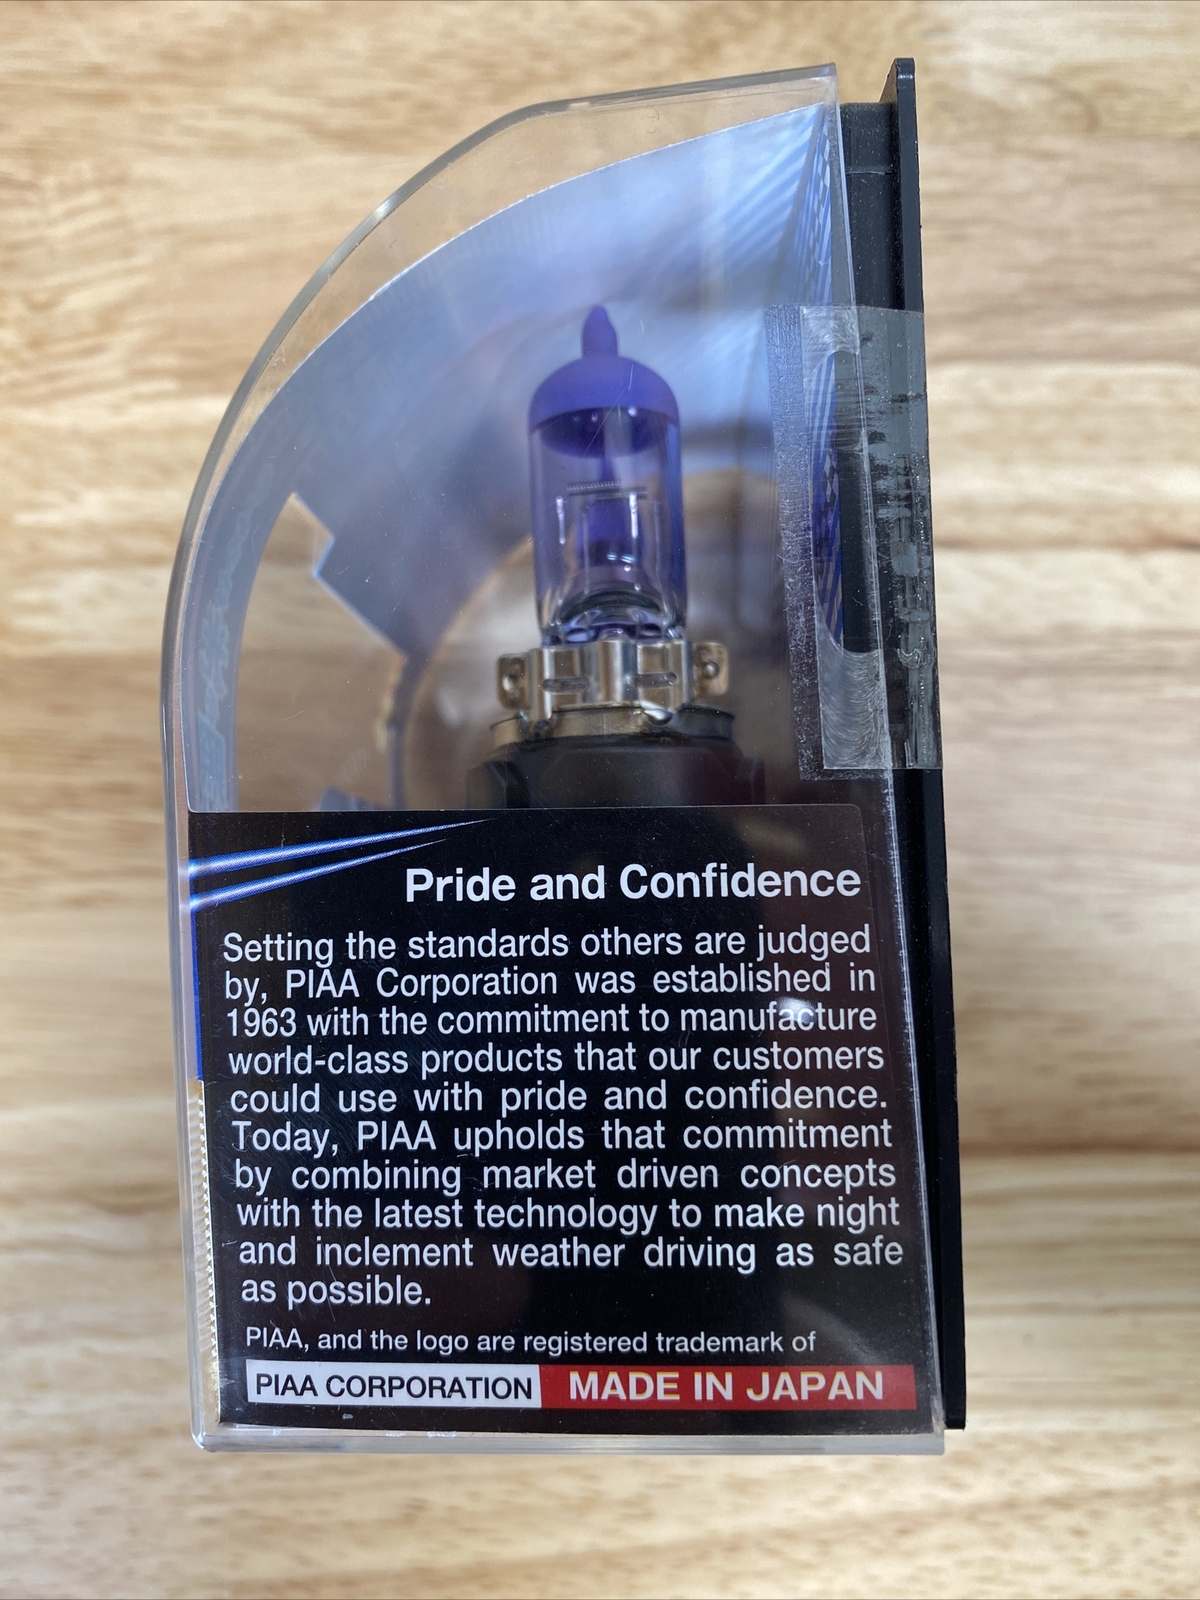 Pride and Confidence
Setting the standards others are judged
by, PIAA Corporation was established in
1963 with the commitment to manufacture
world-class products that our customers
could use with pride and confidence.
Today, PIAA upholds that commitment
by combining market driven concepts
with the latest technology to make night
and inclement weather driving as safe
as possible.
PIAA, and the logo are registered trademark of
PIAA CORPORATION MADE IN JAPAN